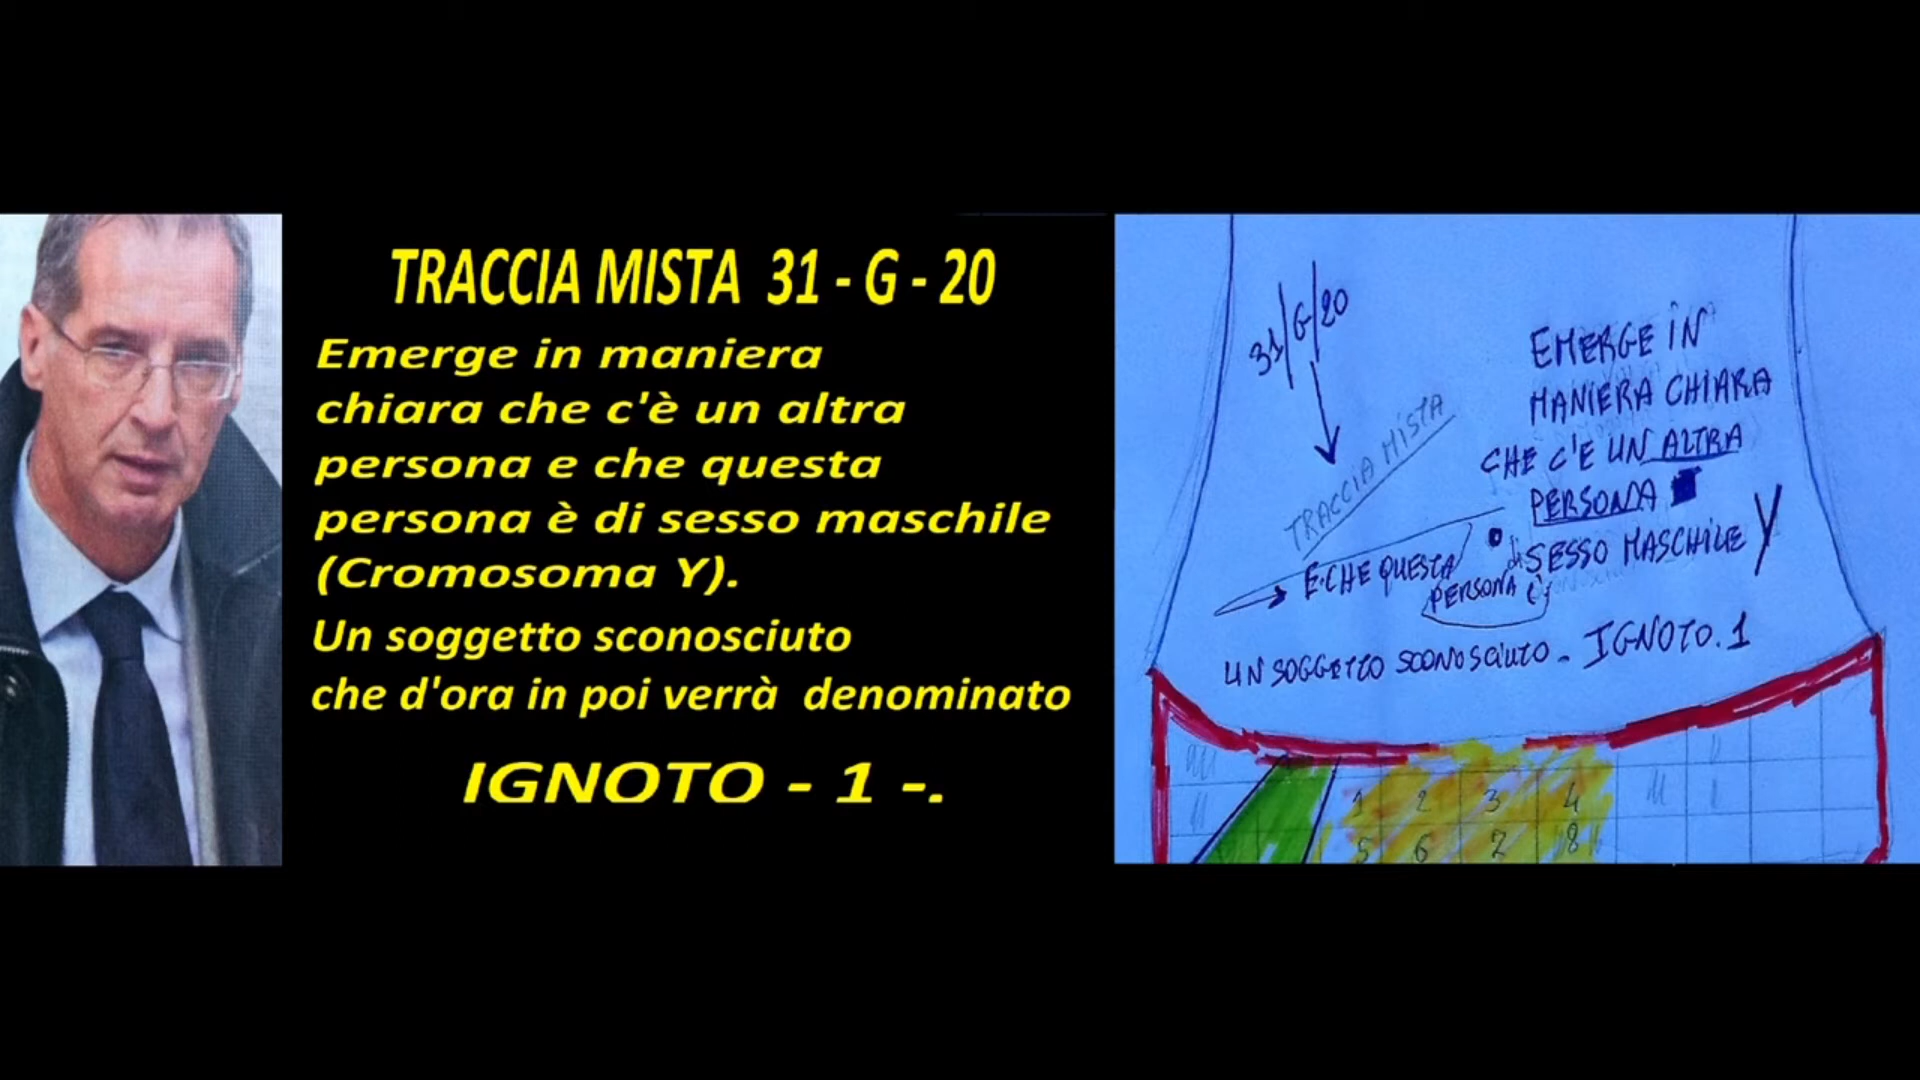 TRACCIA MISTA 31 - G - 20
Emerge in maniera
chiara che c'è un altra
persona e che questa
persona è di sesso maschile
(Cromosoma Y).
Un soggetto sconosciuto
che d'ora in poi verrà denominato
IGNOTO - 1 -.
31/G/20
TRACCIA MISTA
EMERGE IN
MANIERA CHIARA
CHE C'E UN ALTRA
PERSONA
E CHE QUESTA
PERSONA è
di SESSO MASCHILE Y
UN SOGGETTO SCONOSCIUTO - IGNOTO.1
1 2 3 4
5 6 7 8